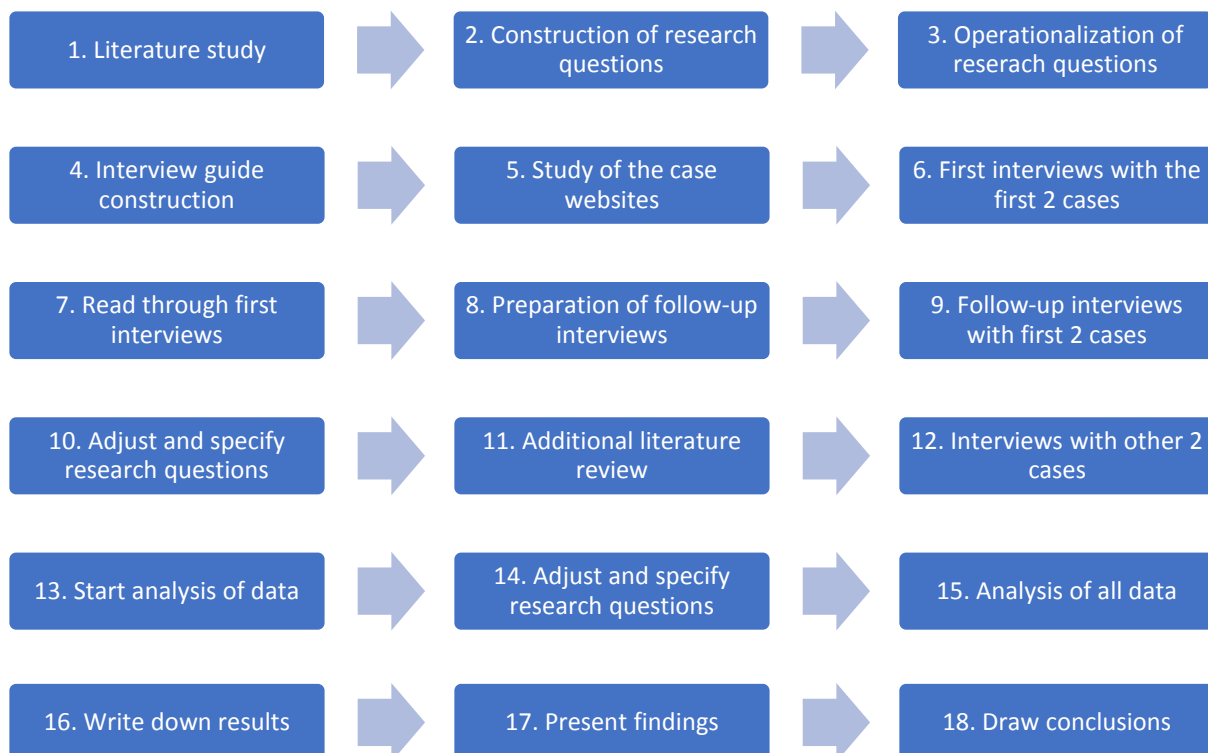 1. Literature study
2. Construction of research
questions
3. Operationalization of
reserach questions
4. Interview guide
construction
5. Study of the case
websites
6. First interviews with the
first 2 cases
7. Read through first
interviews
8. Preparation of follow-up
interviews
9. Follow-up interviews
with first 2 cases
10. Adjust and specify
research questions
11. Additional literature
review
12. Interviews with other 2
cases
13. Start analysis of data
14. Adjust and specify
research questions
15. Analysis of all data
16. Write down results
17. Present findings
18. Draw conclusions